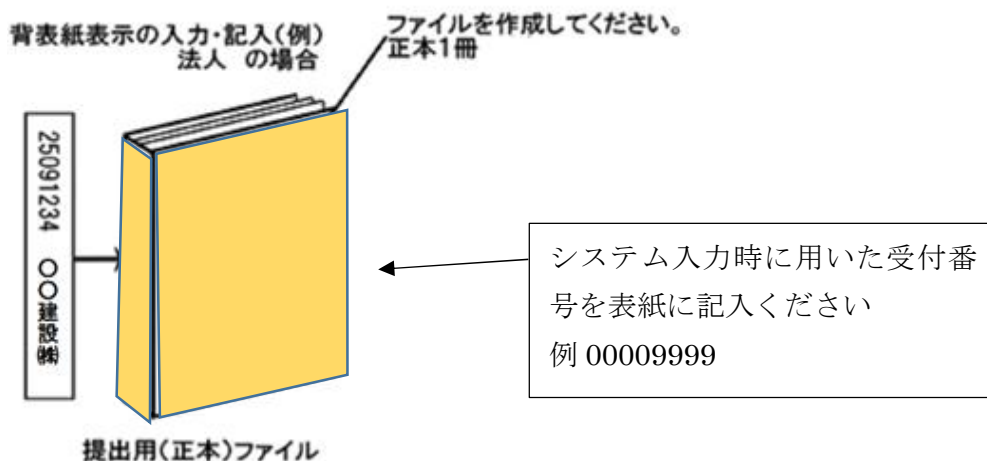 背表紙表示の入力・記入(例)
法人 の場合
ファイルを作成してください。
正本1冊
25091234 〇〇建設㈱
システム入力時に用いた受付番
号を表紙に記入ください
例 00009999
提出用(正本)ファイル